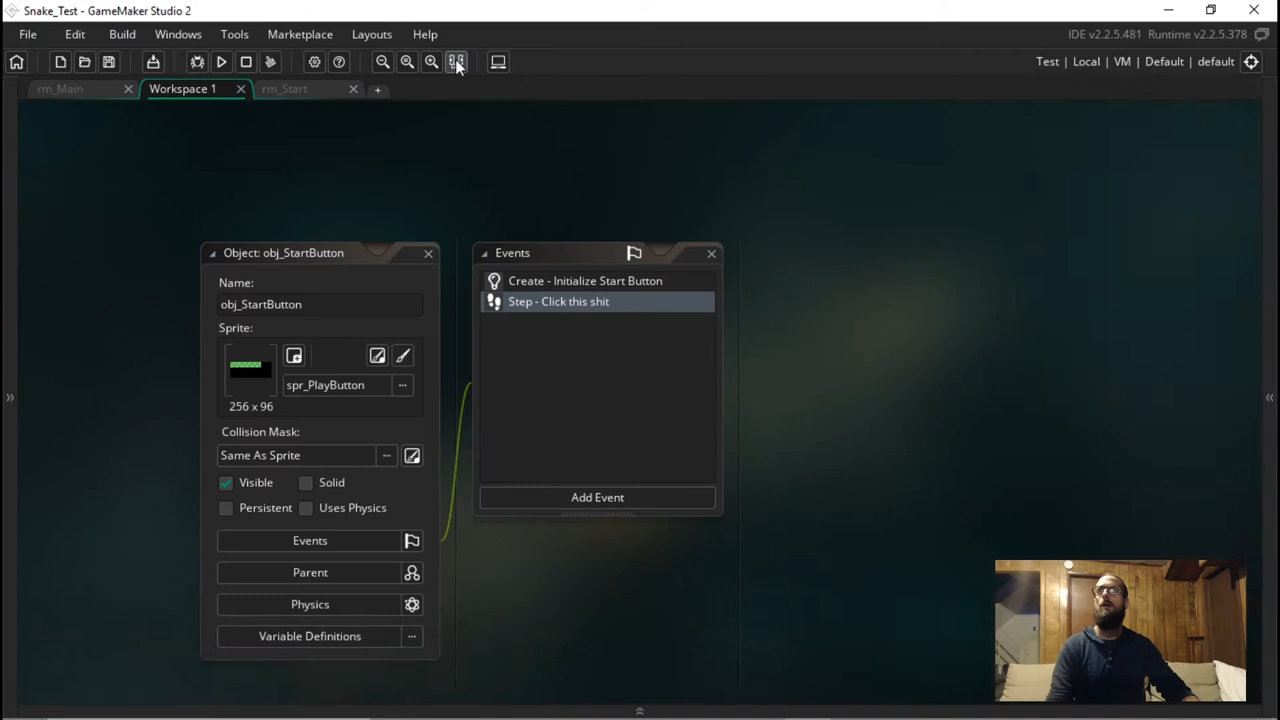 Snake_Test - GameMaker Studio 2
File Edit Build Windows Tools Marketplace Layouts Help
IDE v2.2.5.481 Runtime v2.2.5.378
Test | Local | VM | Default | default
rm_Main
Workspace 1
rm_Start
Object: obj_StartButton
Name:
obj_StartButton
Sprite:
spr_PlayButton
256 x 96
Collision Mask:
Same As Sprite
Visible
Solid
Persistent
Uses Physics
Events
Parent
Physics
Variable Definitions
Events
Create - Initialize Start Button
Step - Click this shit
Add Event